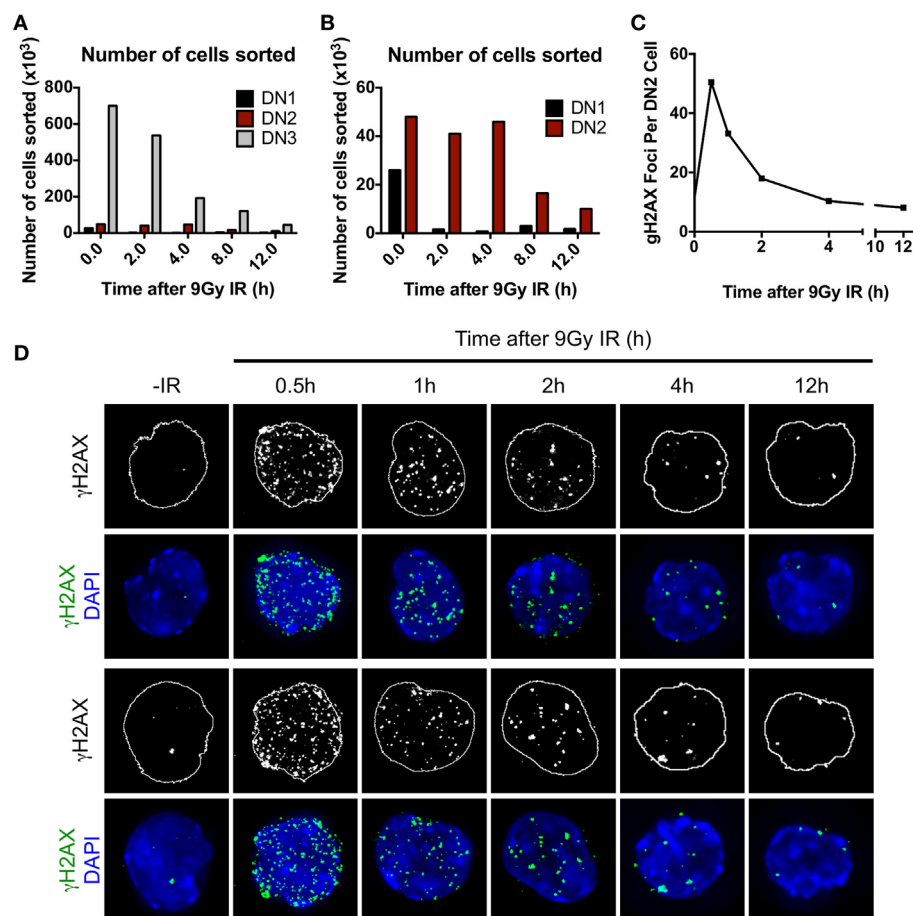 A
Number of cells sorted
Number of cells sorted (x10³)
800
600
400
200
0
DN1
DN2
DN3
0.0
2.0
4.0
8.0
12.0
Time after 9Gy IR (h)
B
Number of cells sorted
Number of cells sorted (x10³)
60
40
20
0
DN1
DN2
0.0
2.0
4.0
8.0
12.0
Time after 9Gy IR (h)
C
gH2AX Foci Per DN2 Cell
60
40
20
0
0 2 4 10 12
Time after 9Gy IR (h)
D
Time after 9Gy IR (h)
-IR 0.5h 1h 2h 4h 12h
γH2AX
γH2AX
DAPI
γH2AX
γH2AX
DAPI